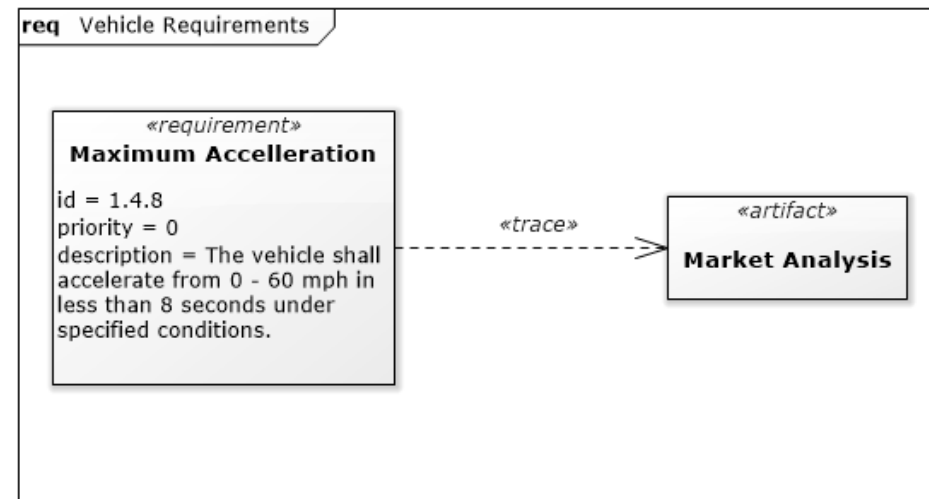 req Vehicle Requirements
«requirement»
Maximum Accelleration
id = 1.4.8
priority = 0
description = The vehicle shall
accelerate from 0 - 60 mph in
less than 8 seconds under
specified conditions.
«trace»
«artifact»
Market Analysis